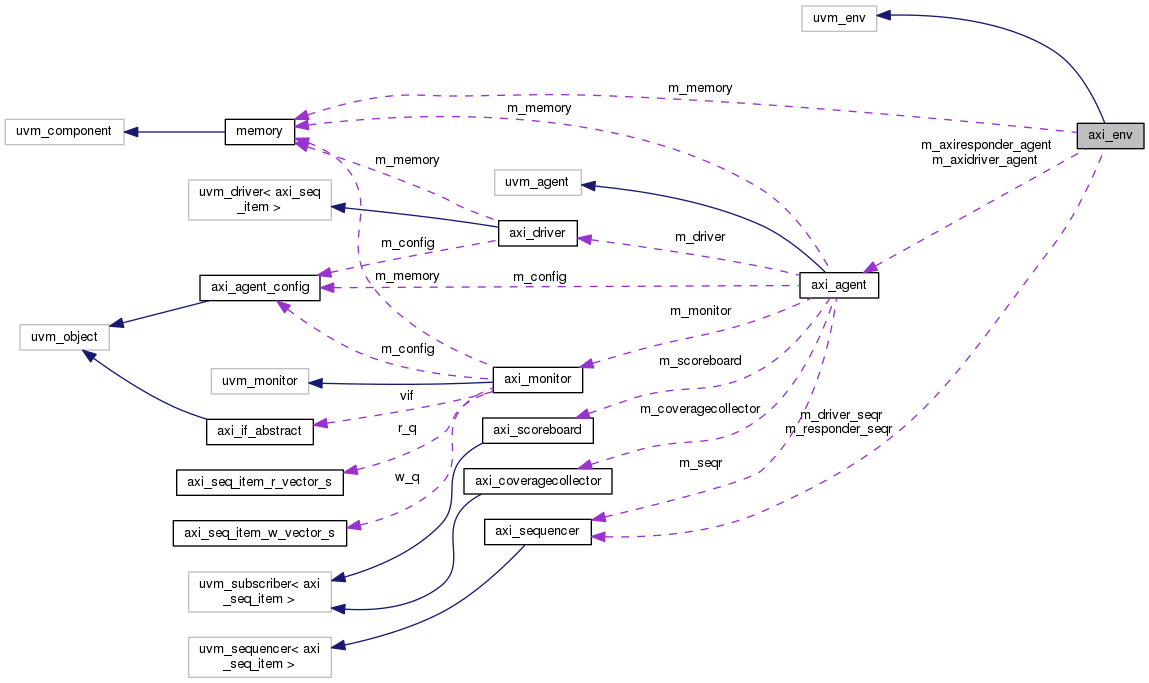 uvm_env
m_memory
m_memory
uvm_component
memory
axi_env
m_axiresponder_agent
m_axidriver_agent
m_memory
uvm_agent
uvm_driver< axi_seq
_item >
axi_driver
m_driver
m_config
m_memory
m_config
axi_agent_config
axi_agent
m_monitor
uvm_object
m_config
m_scoreboard
uvm_monitor
axi_monitor
vif
m_coveragecollector
m_driver_seqr
m_responder_seqr
axi_if_abstract
r_q
axi_scoreboard
m_seqr
w_q
axi_seq_item_r_vector_s
axi_coveragecollector
axi_seq_item_w_vector_s
axi_sequencer
uvm_subscriber< axi
_seq_item >
uvm_sequencer< axi
_seq_item >